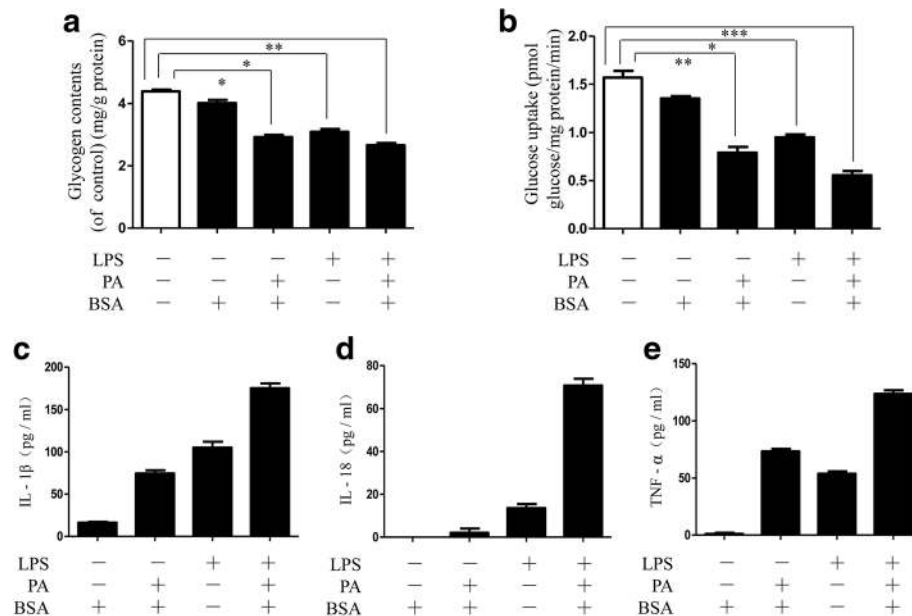 a
Glycogen contents
(of control) (mg/g protein)
6
4
2
0
**
*
*
LPS − − − + +
PA − − + − +
BSA − + + − +
b
Glucose uptake (pmol
glucose/mg protein/min)
2.0
1.5
1.0
0.5
0.0
***
*
**
LPS − − − + +
PA − − + − +
BSA − + + − +
c
IL - 1β (pg / ml)
200
150
100
50
0
LPS − − + +
PA − + − +
BSA + + − +
d
IL - 18 (pg / ml)
80
60
40
20
0
LPS − − + +
PA − + − +
BSA + + − +
e
TNF - α (pg / ml)
150
100
50
0
LPS − − + +
PA − + − +
BSA + + − +